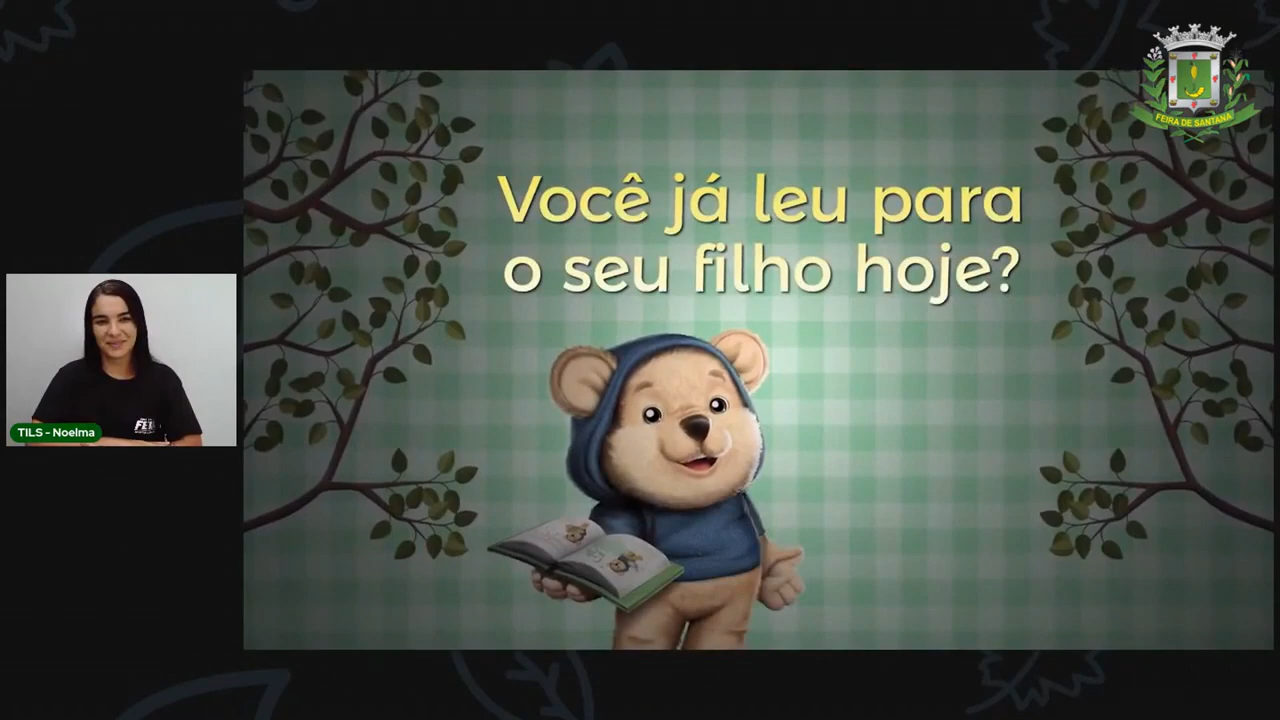 FEIRA DE SANTANA
Você já leu para
o seu filho hoje?
TILS - Noelma